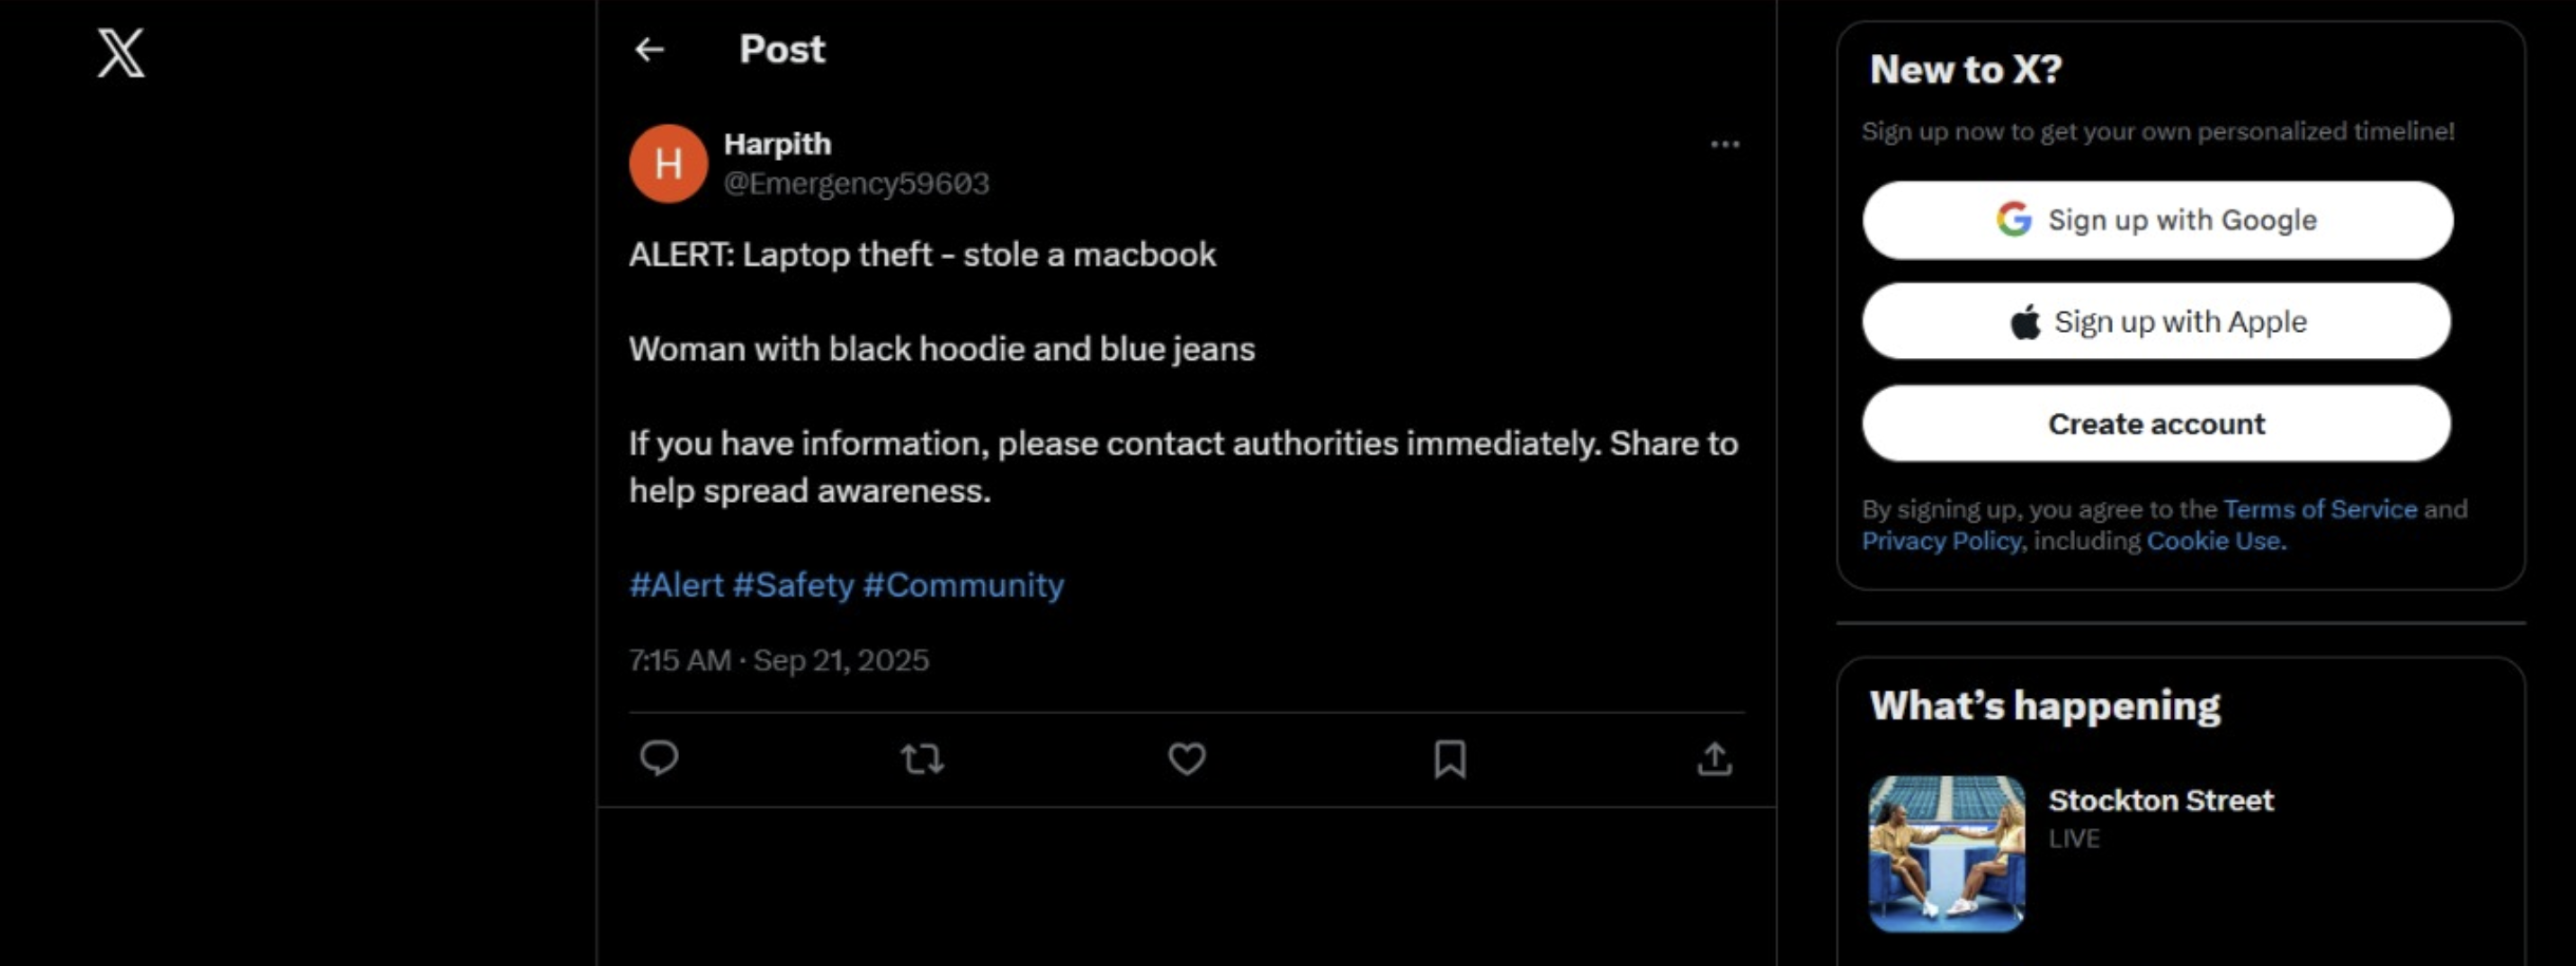 Post
Harpith
@Emergency59603
ALERT: Laptop theft - stole a macbook
Woman with black hoodie and blue jeans
If you have information, please contact authorities immediately. Share to
help spread awareness.
#Alert #Safety #Community
7:15 AM · Sep 21, 2025
New to X?
Sign up now to get your own personalized timeline!
Sign up with Google
Sign up with Apple
Create account
By signing up, you agree to the Terms of Service and
Privacy Policy, including Cookie Use.
What’s happening
Stockton Street
LIVE